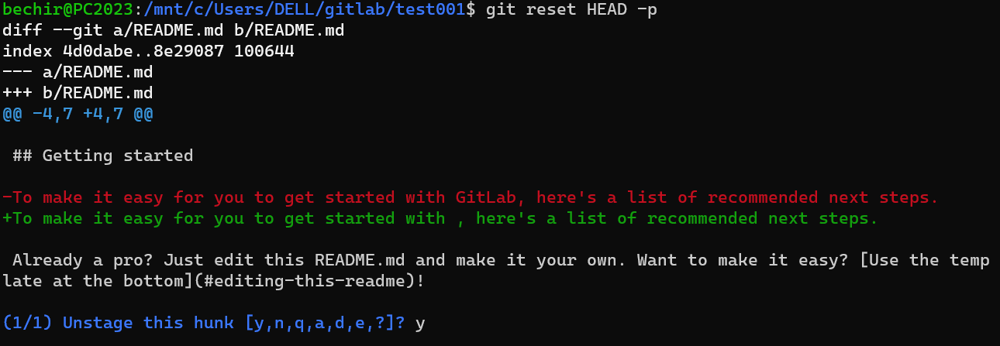 bechir@PC2023:/mnt/c/Users/DELL/gitlab/test001$ git reset HEAD -p
diff --git a/README.md b/README.md
index 4d0dabe..8e29087 100644
--- a/README.md
+++ b/README.md
@@ -4,7 +4,7 @@
 ## Getting started
-To make it easy for you to get started with GitLab, here's a list of recommended next steps.
+To make it easy for you to get started with , here's a list of recommended next steps.
 Already a pro? Just edit this README.md and make it your own. Want to make it easy? [Use the temp
late at the bottom](#editing-this-readme)!
(1/1) Unstage this hunk [y,n,q,a,d,e,?]? y